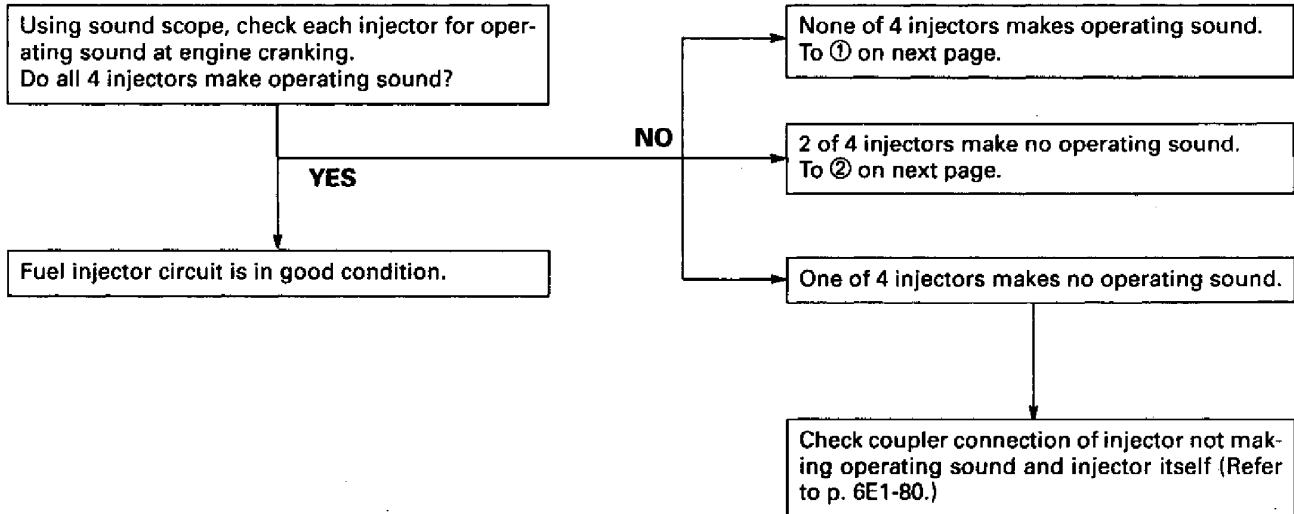 Using sound scope, check each injector for oper-
ating sound at engine cranking.
Do all 4 injectors make operating sound?
NO
YES
Fuel injector circuit is in good condition.
None of 4 injectors makes operating sound.
To ① on next page.
2 of 4 injectors make no operating sound.
To ② on next page.
One of 4 injectors makes no operating sound.
Check coupler connection of injector not mak-
ing operating sound and injector itself (Refer
to p. 6E1-80.)